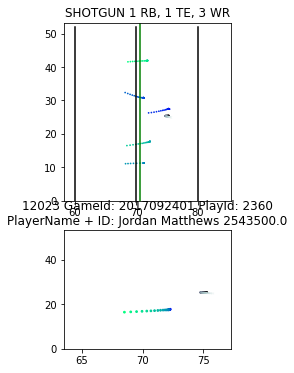 SHOTGUN 1 RB, 1 TE, 3 WR
50
40
30
20
10
0
60 70 80
12023 GameId: 2017092401 PlayId: 2360
PlayerName + ID: Jordan Matthews 2543500.0
40
20
0
65 70 75